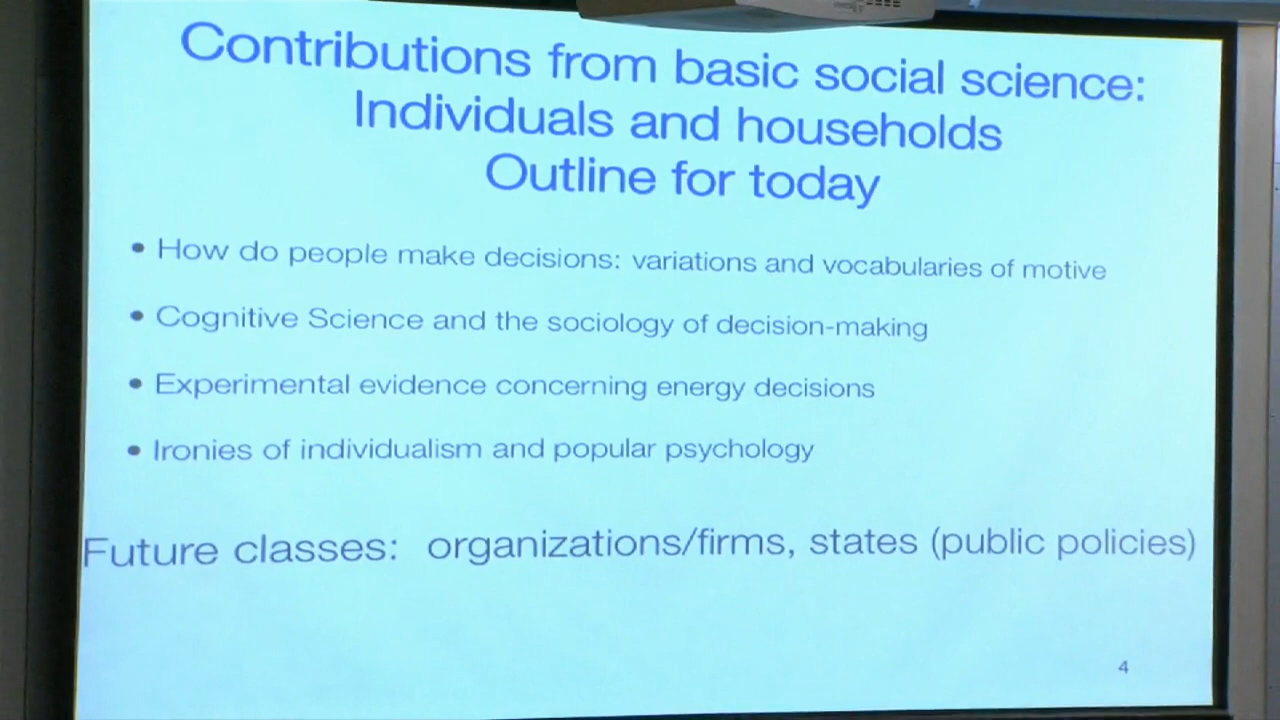 Contributions from basic social science:
Individuals and households
Outline for today
• How do people make decisions: variations and vocabularies of motive
• Cognitive Science and the sociology of decision-making
• Experimental evidence concerning energy decisions
• Ironies of individualism and popular psychology
Future classes: organizations/firms, states (public policies)
4